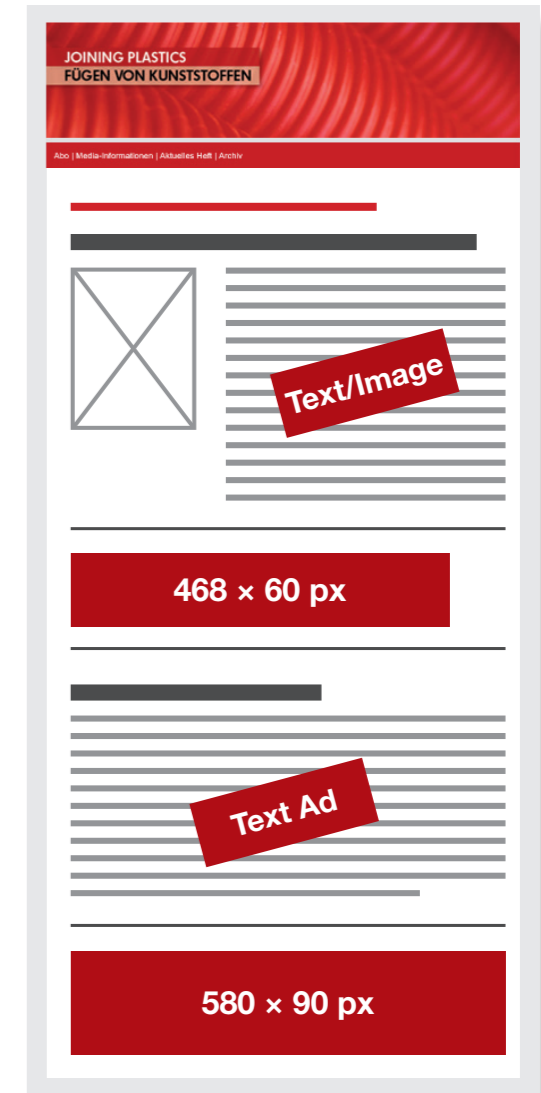 JOINING PLASTICS
FÜGEN VON KUNSTSTOFFEN
Abo | Media-Informationen | Aktuelles Heft | Archiv
Text/Image
468 × 60 px
Text Ad
580 × 90 px